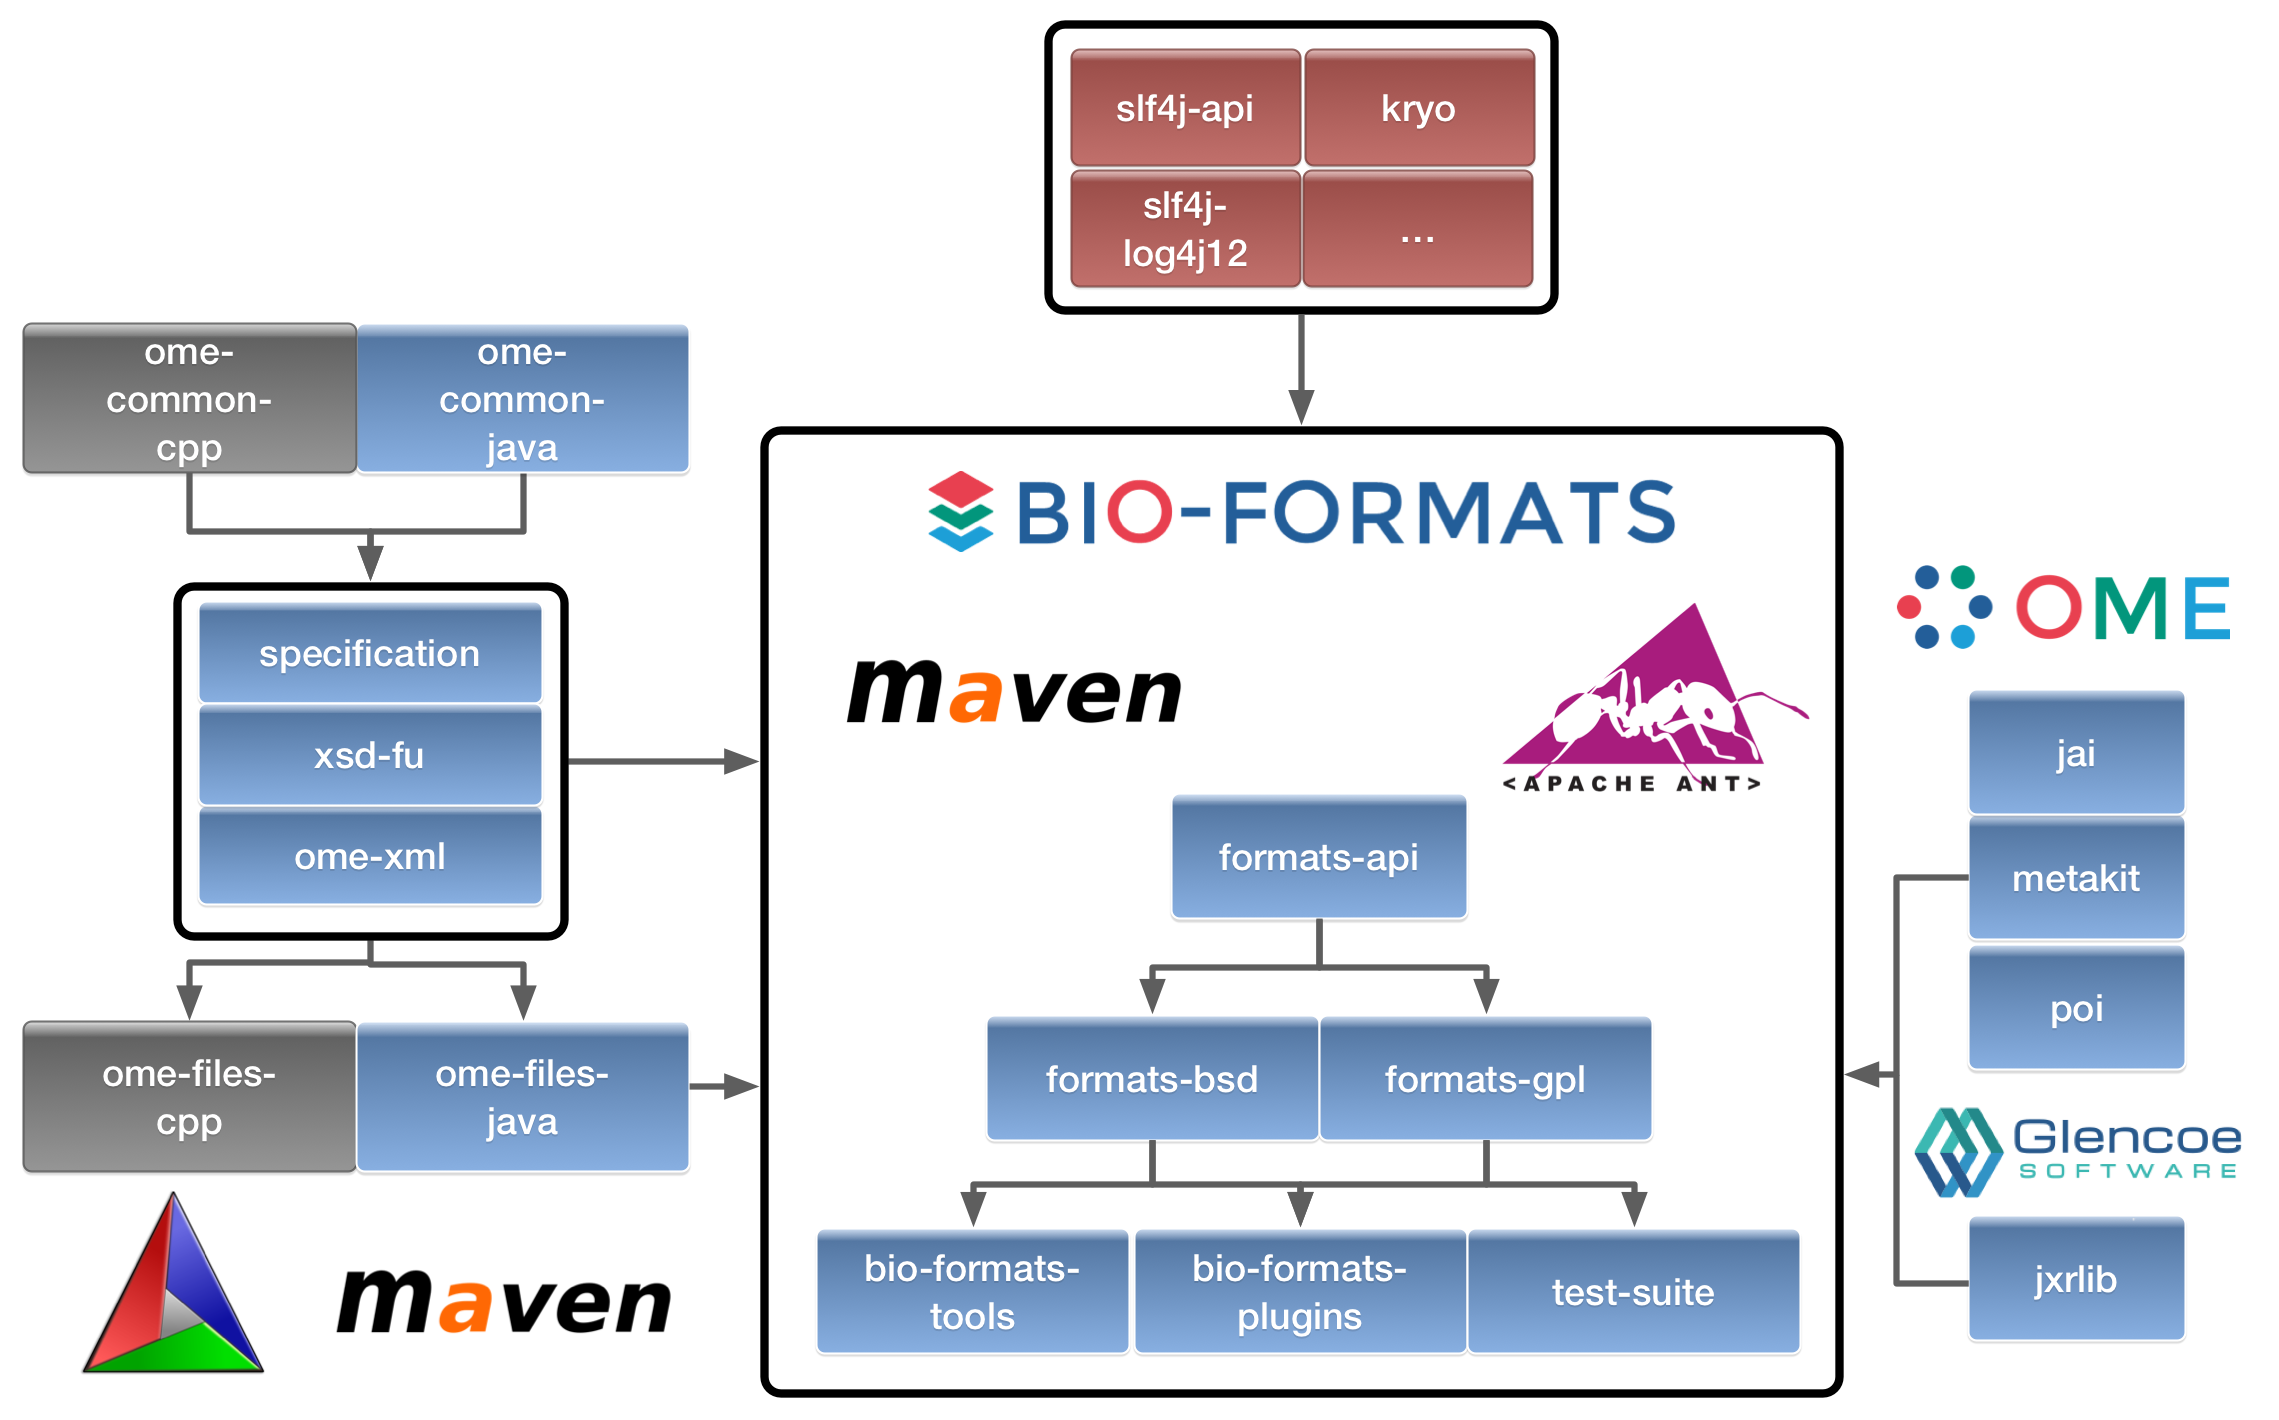 slf4j-api
kryo
slf4j-
log4j12
...
ome-
common-
cpp
ome-
common-
java
specification
xsd-fu
ome-xml
ome-files-
cpp
ome-files-
java
maven
BIO-FORMATS
maven
<APACHE ANT>
formats-api
formats-bsd
formats-gpl
bio-formats-
tools
bio-formats-
plugins
test-suite
OME
jai
metakit
poi
Glencoe
SOFTWARE
jxrlib